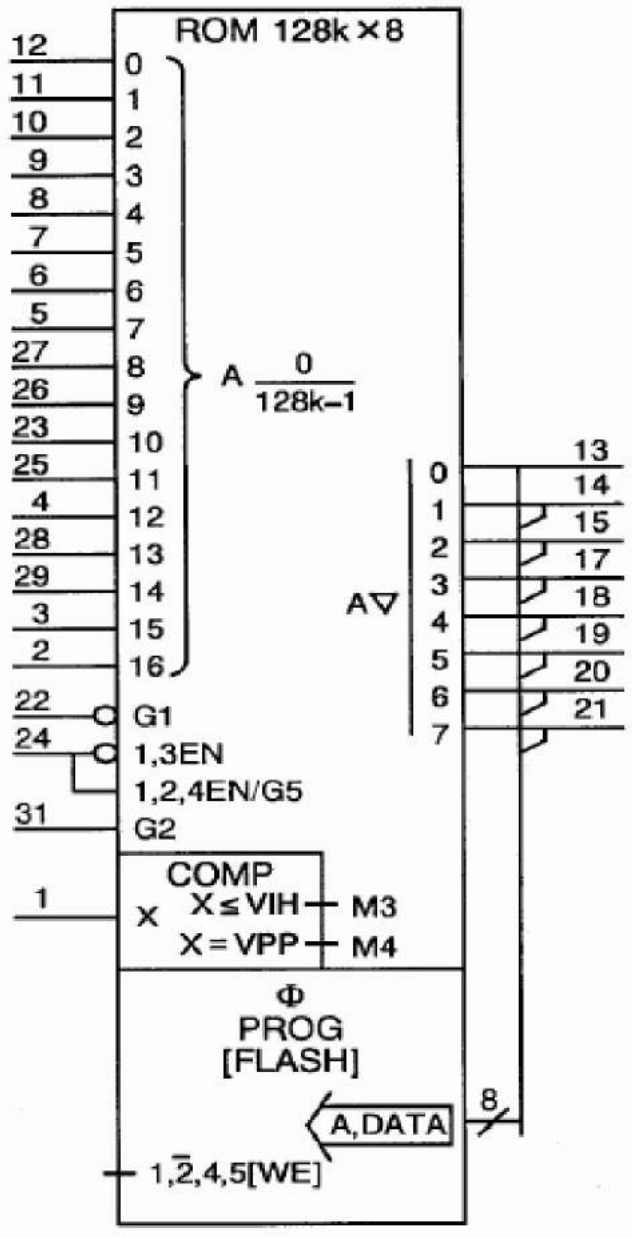 ROM 128k×8
12 0
11 1
10 2
9 3
8 4
7 5
6 6
5 7
27 8
26 9
23 10
25 11
4 12
28 13
29 14
3 15
2 16
A 0
128k–1
22 G1
24 1,3EN
1,2,4EN/G5
31 G2
A▽
0 13
1 14
2 15
3 17
4 18
5 19
6 20
7 21
COMP
1 X
X≤VIH M3
X=VPP M4
Φ
PROG
[FLASH]
A,DATA 8
1,2̅,4,5[WE]